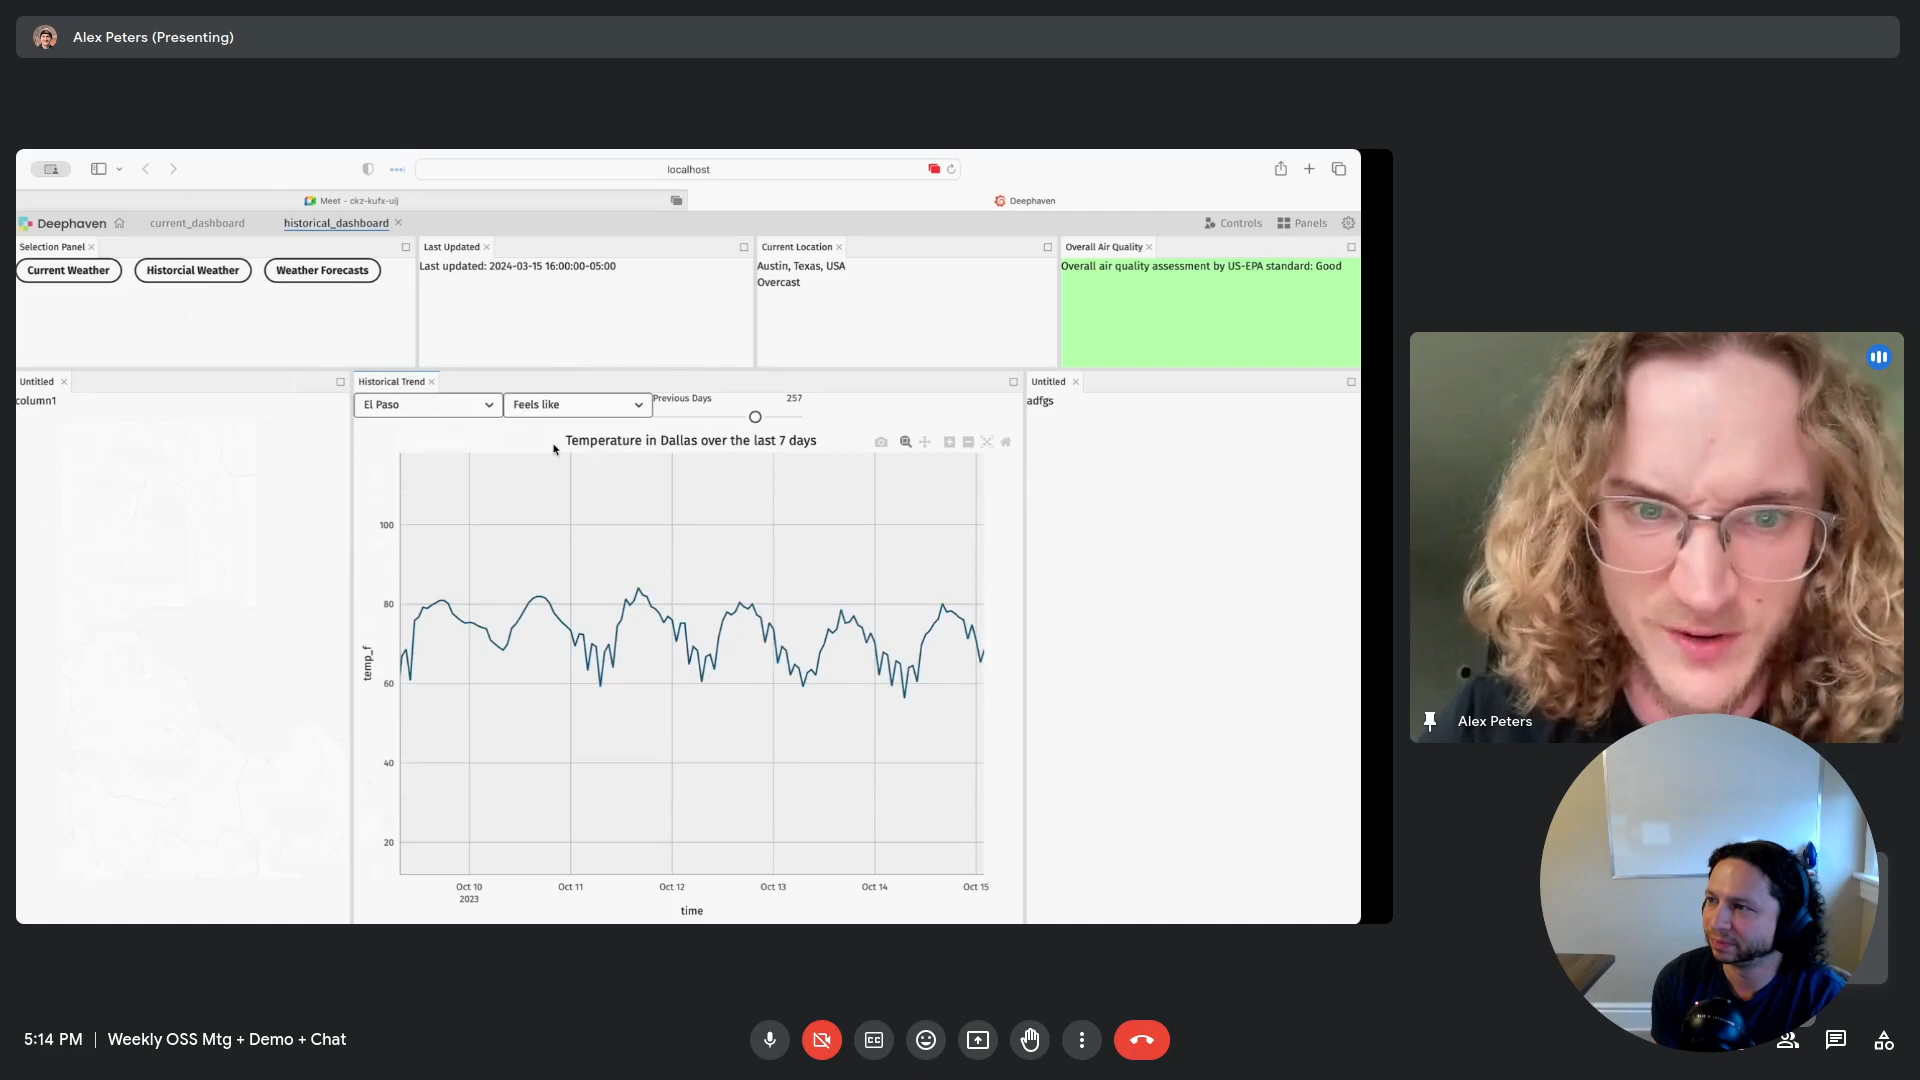 Alex Peters (Presenting)
localhost
Meet - ckz-kufx-uij
Deephaven
Deephaven
current_dashboard
historical_dashboard
Controls
Panels
Selection Panel
Last Updated
Current Location
Overall Air Quality
Current Weather
Historcial Weather
Weather Forecasts
Last updated: 2024-03-15 16:00:00-05:00
Austin, Texas, USA
Overcast
Overall air quality assessment by US-EPA standard: Good
Untitled
Historical Trend
Untitled
column1
El Paso
Feels like
Previous Days
257
adfgs
Temperature in Dallas over the last 7 days
100
80
60
40
20
temp_f
Oct 10
2023
Oct 11
Oct 12
Oct 13
Oct 14
Oct 15
time
Alex Peters
5:14 PM | Weekly OSS Mtg + Demo + Chat